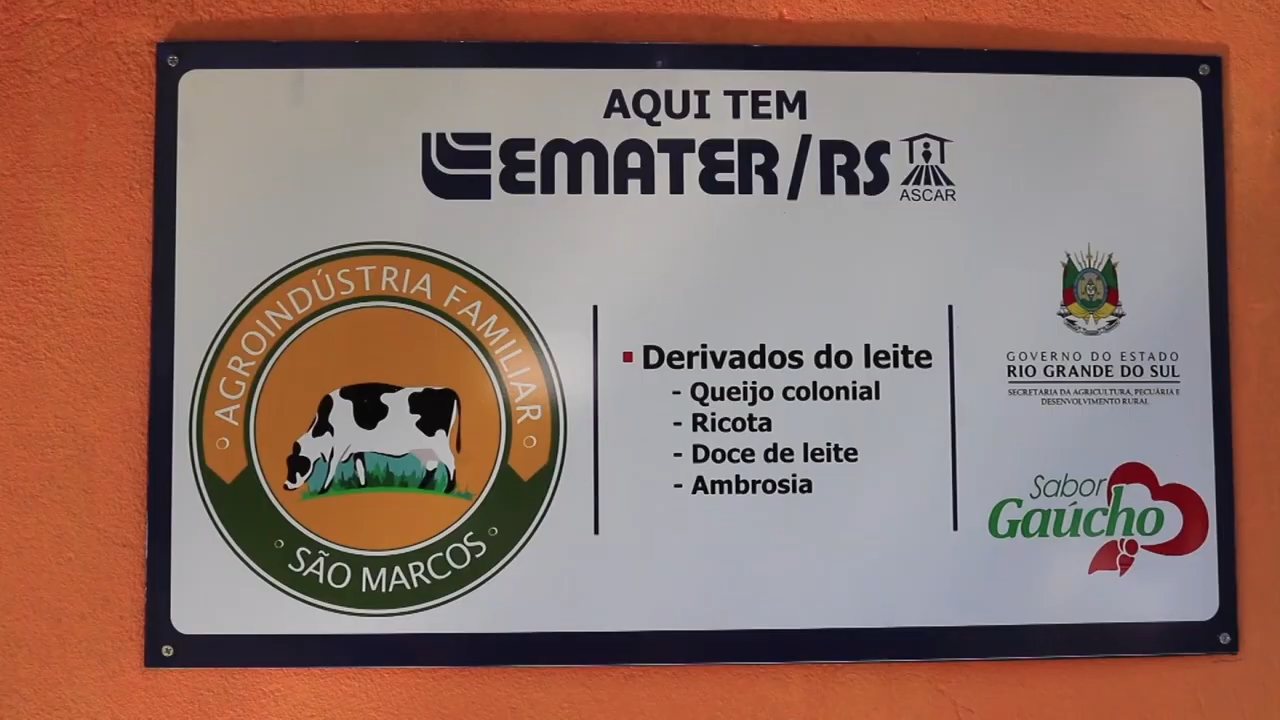 AQUI TEM
EMATER/RS
ASCAR
AGROINDÚSTRIA FAMILIAR
SÃO MARCOS
Derivados do leite
- Queijo colonial
- Ricota
- Doce de leite
- Ambrosia
GOVERNO DO ESTADO
RIO GRANDE DO SUL
SECRETARIA DA AGRICULTURA, PECUÁRIA E
DESENVOLVIMENTO RURAL
Sabor
Gaúcho